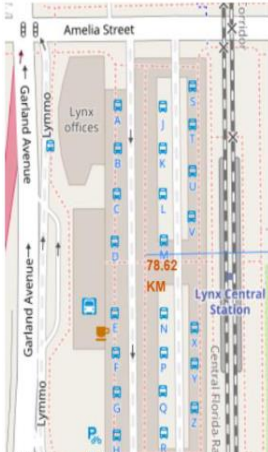 Amelia Street
Corridor
Garland Avenue
Lymmo
Lynx
offices
A
B
C
D
E
F
G
H
J
K
L
M
N
P
Q
R
S
T
U
V
X
Y
Z
78.62
KM
Lynx Central
Station
Garland Avenue
Lymmo
Central Florida Ra